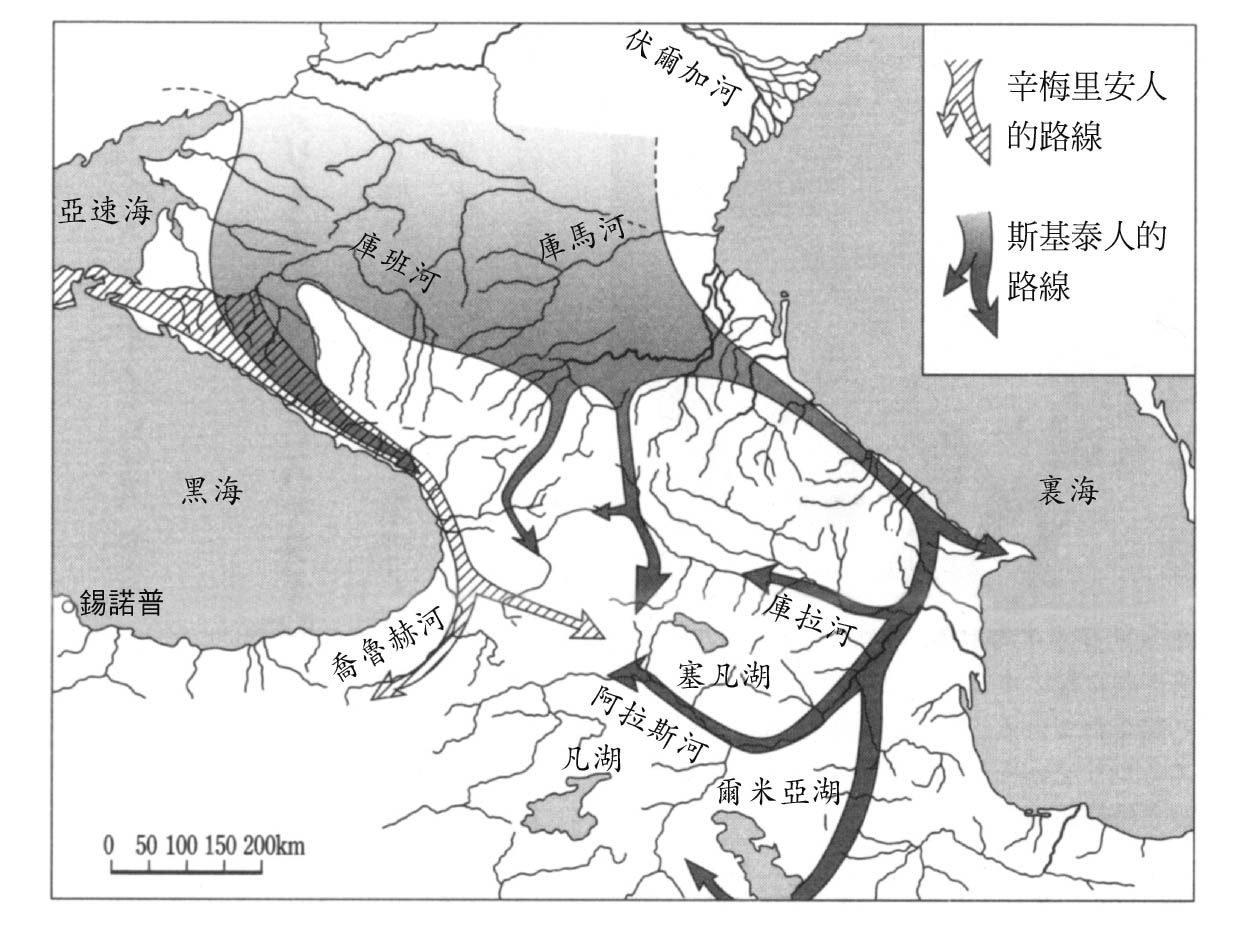 伏爾加河
辛梅里安人
的路線
斯基泰人的
路線
亞速海
庫班河
庫馬河
黑海
裏海
錫諾普
喬魯赫河
庫拉河
塞凡湖
阿拉斯河
凡湖
爾米亞湖
0 50 100 150 200km